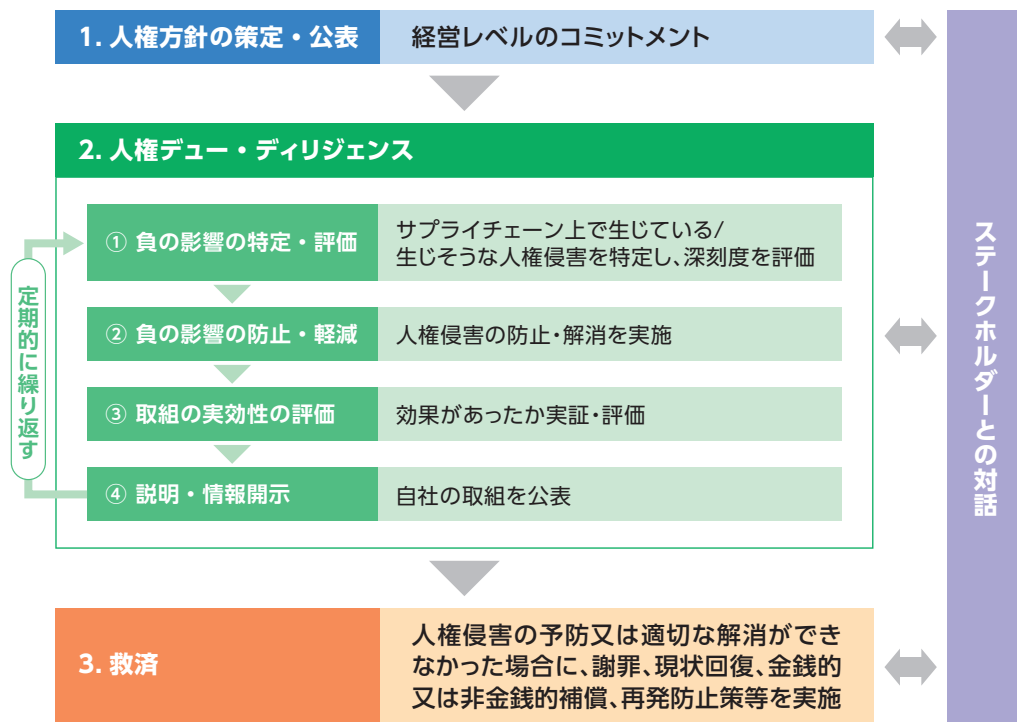 1. 人権方針の策定・公表
経営レベルのコミットメント
2. 人権デュー・ディリジェンス
① 負の影響の特定・評価
サプライチェーン上で生じている/
生じそうな人権侵害を特定し、深刻度を評価
② 負の影響の防止・軽減
人権侵害の防止・解消を実施
③ 取組の実効性の評価
効果があったか実証・評価
④ 説明・情報開示
自社の取組を公表
定期的に繰り返す
3. 救済
人権侵害の予防又は適切な解消ができ
なかった場合に、謝罪、現状回復、金銭的
又は非金銭的補償、再発防止策等を実施
ステークホルダーとの対話